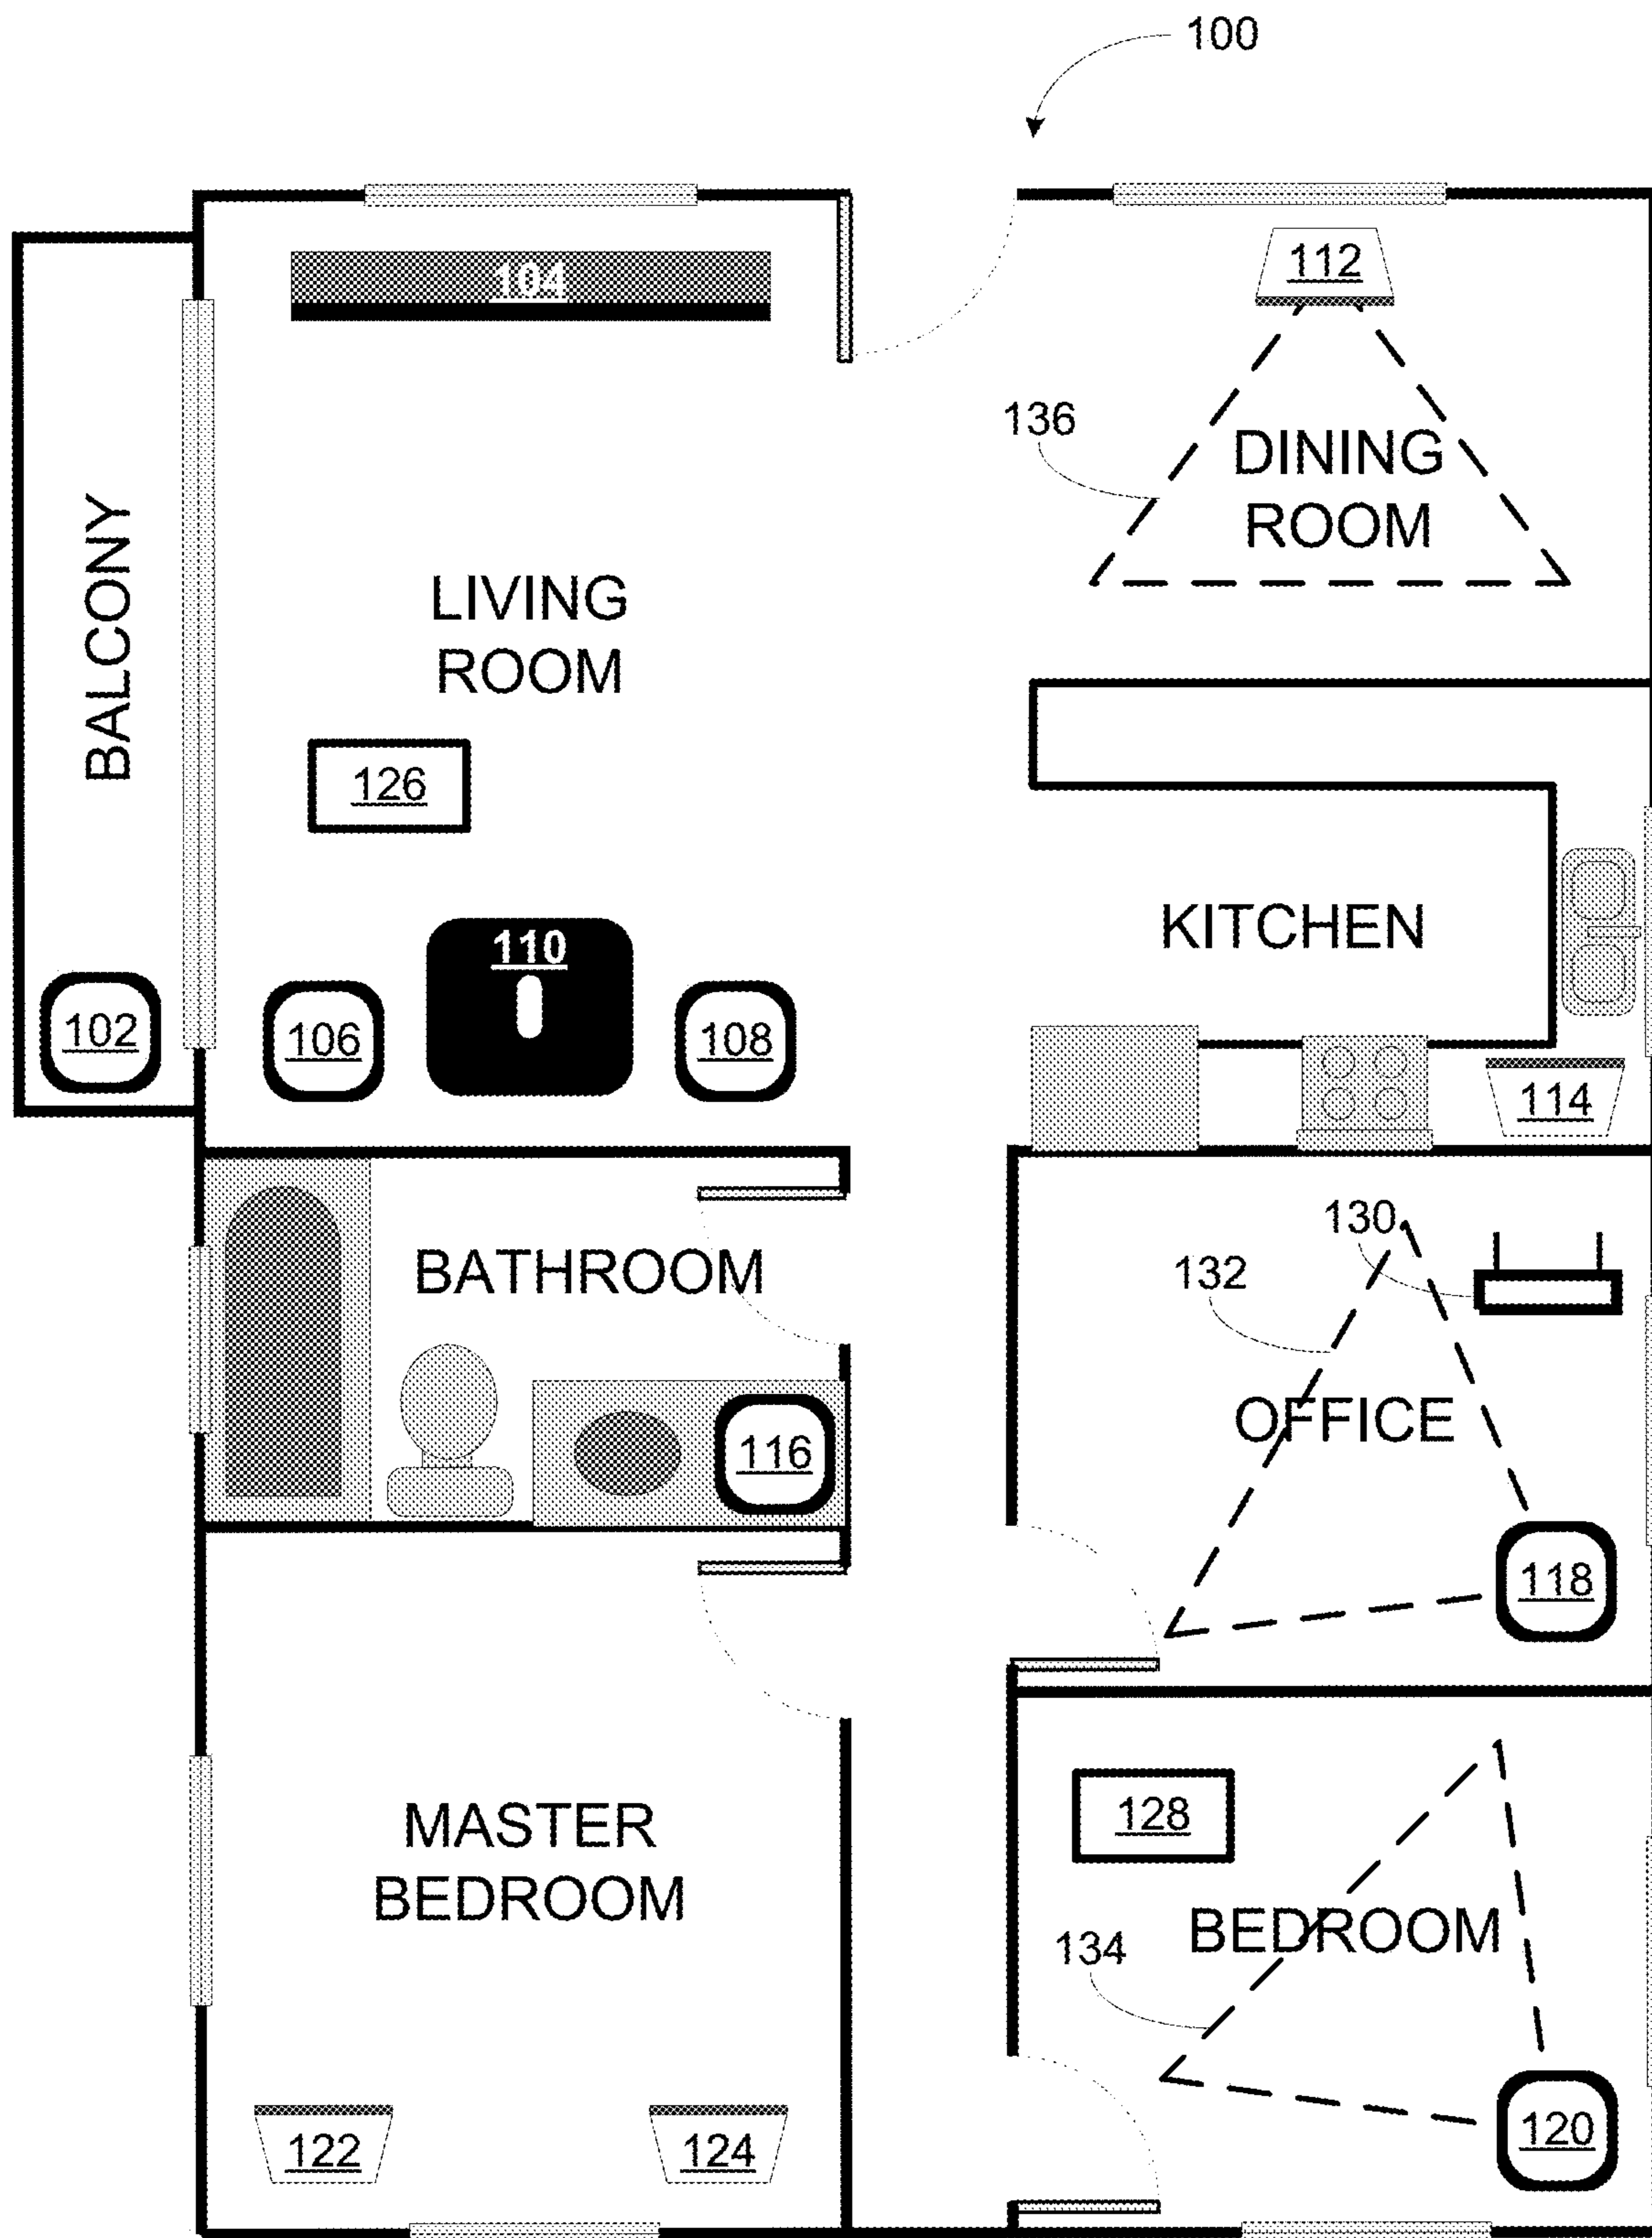 100
104
112
136
DINING
ROOM
BALCONY
LIVING
ROOM
126
KITCHEN
110
102
106
108
114
130
132
BATHROOM
OFFICE
116
118
128
MASTER
BEDROOM
BEDROOM
134
122
124
120